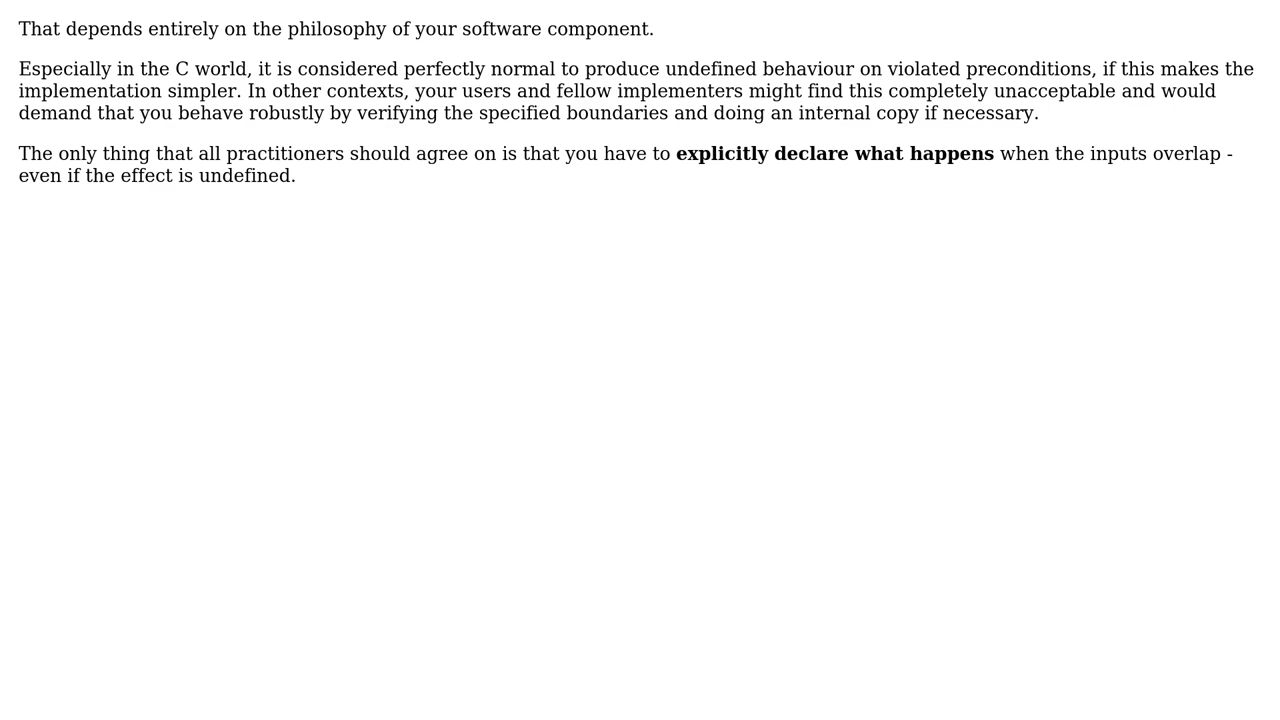 That depends entirely on the philosophy of your software component.
Especially in the C world, it is considered perfectly normal to produce undefined behaviour on violated preconditions, if this makes the
implementation simpler. In other contexts, your users and fellow implementers might find this completely unacceptable and would
demand that you behave robustly by verifying the specified boundaries and doing an internal copy if necessary.
The only thing that all practitioners should agree on is that you have to explicitly declare what happens when the inputs overlap -
even if the effect is undefined.